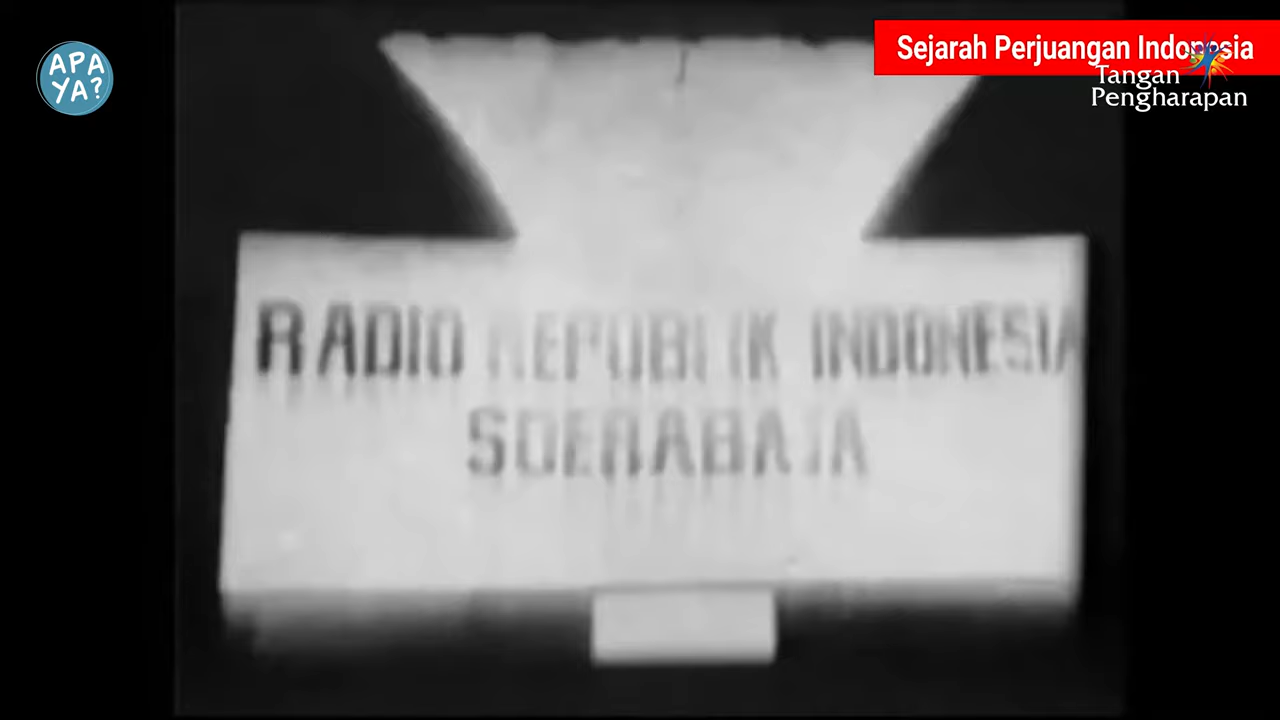 APA
YA?
Sejarah Perjuangan Indonesia
Tangan
Pengharapan
RADIO REPUBLIK INDONESIA
SOERABAJA